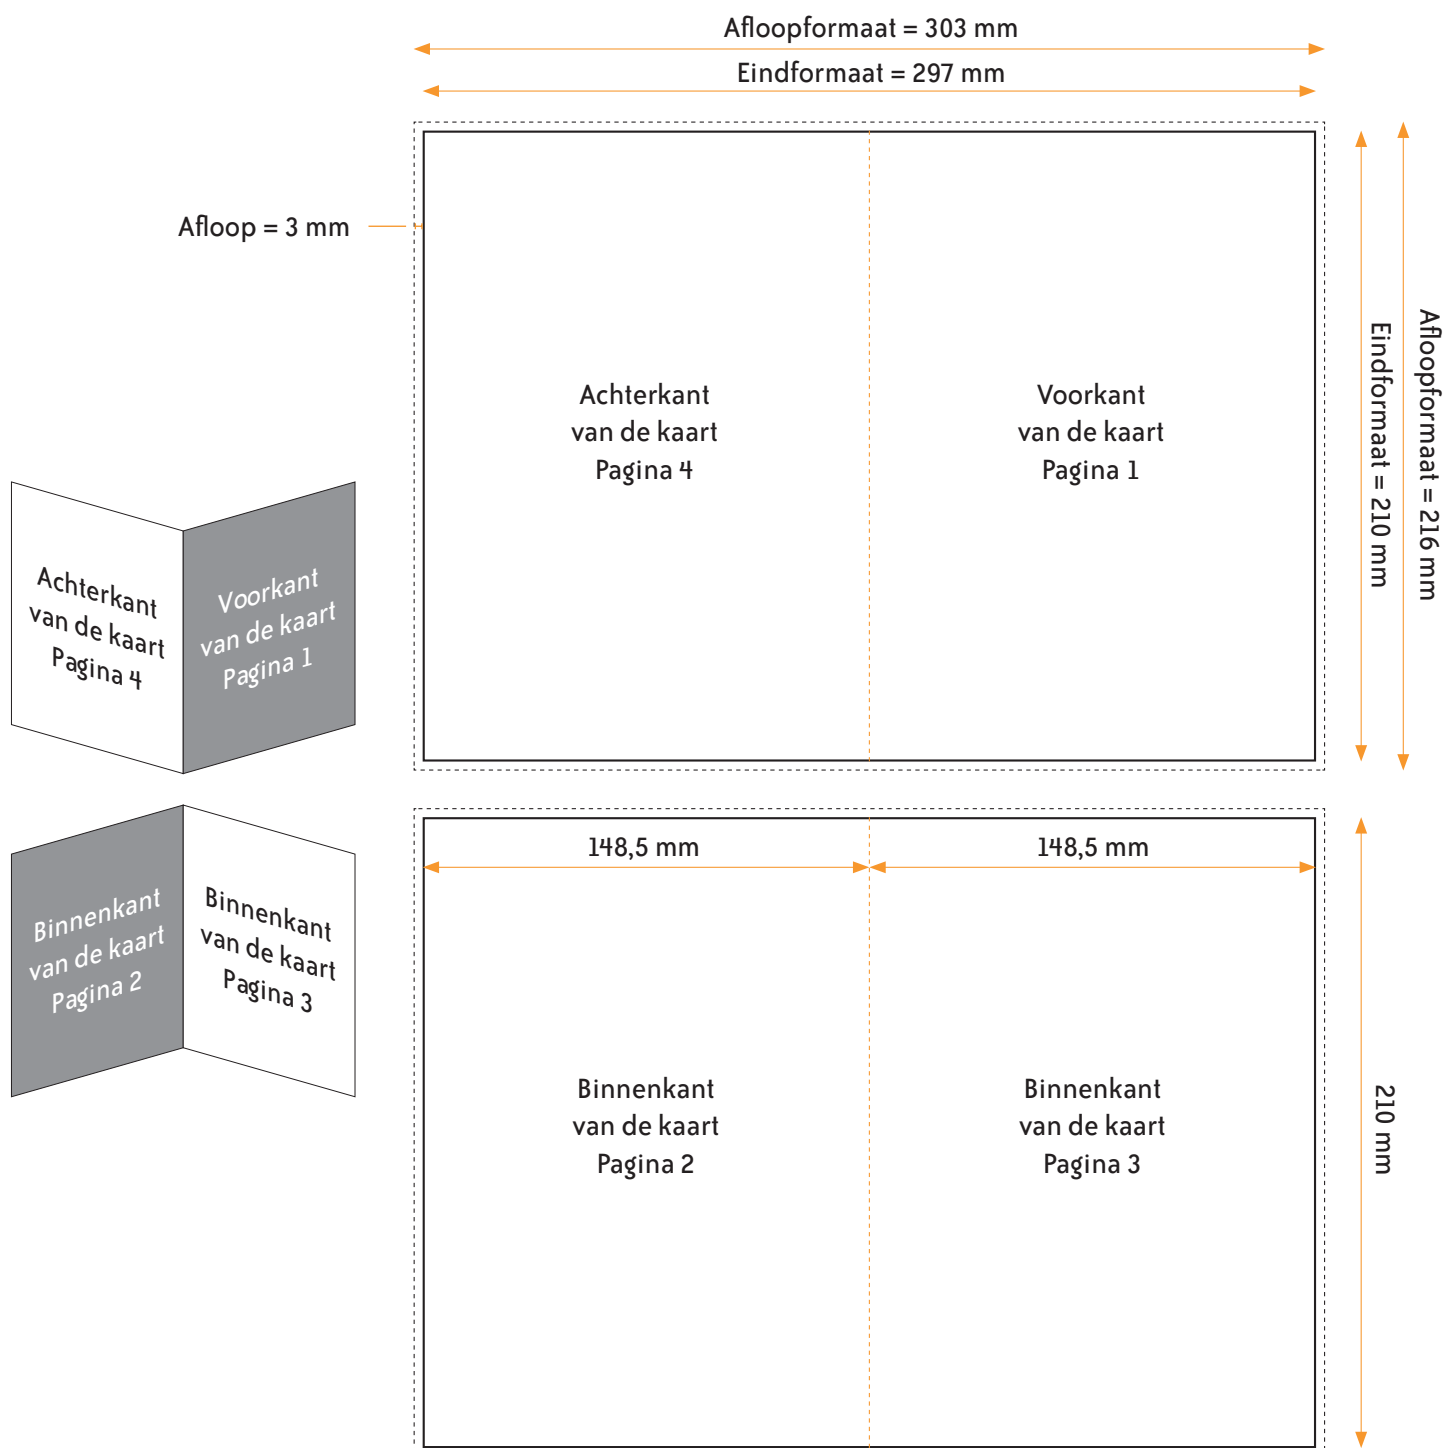 Afloopformaat = 303 mm
Eindformaat = 297 mm
Afloop = 3 mm
Achterkant
van de kaart
Pagina 4
Voorkant
van de kaart
Pagina 1
Eindformaat = 210 mm
Afloopformaat = 216 mm
Achterkant
van de kaart
Pagina 4
Voorkant
van de kaart
Pagina 1
Binnenkant
van de kaart
Pagina 2
Binnenkant
van de kaart
Pagina 3
148,5 mm
148,5 mm
Binnenkant
van de kaart
Pagina 2
Binnenkant
van de kaart
Pagina 3
210 mm